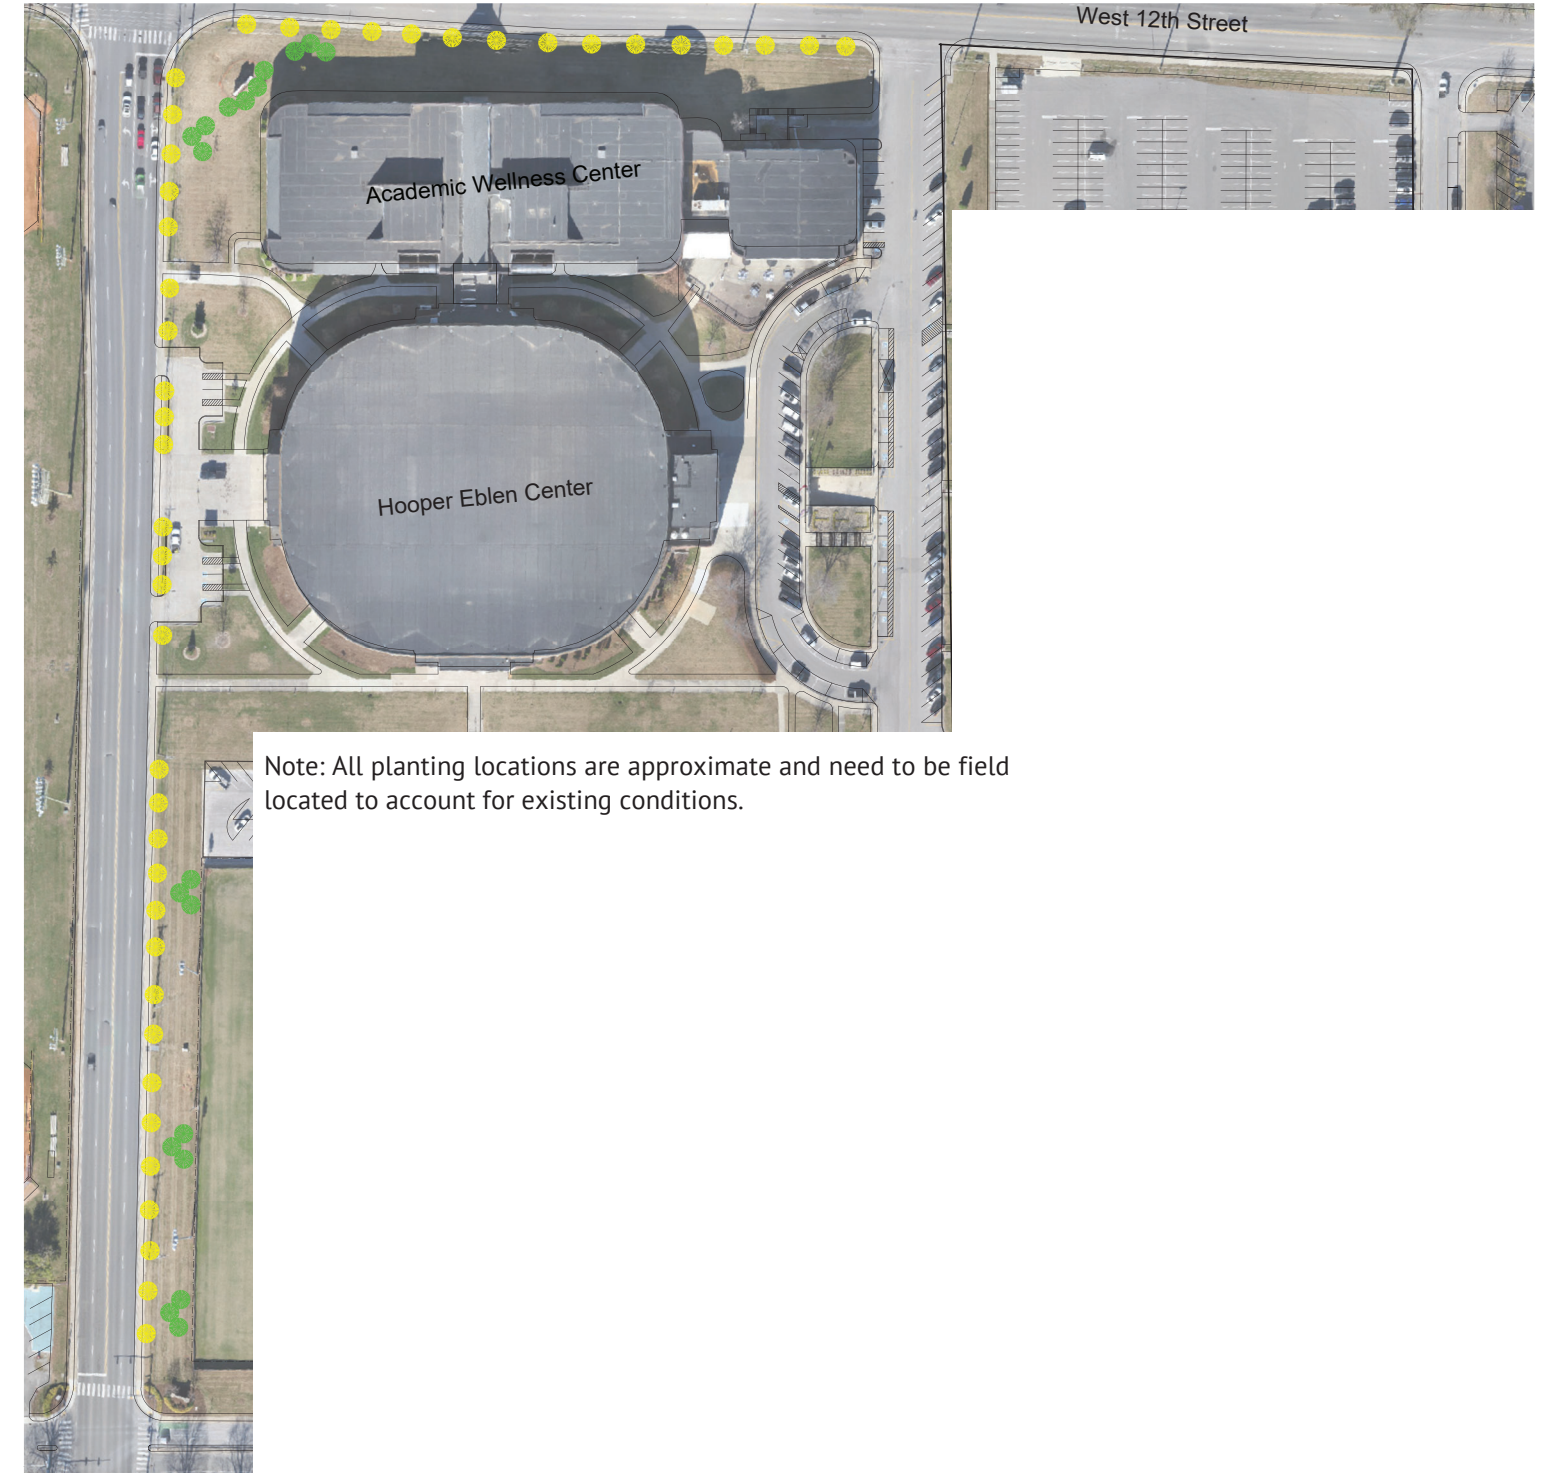 West 12th Street
Academic Wellness Center
Hooper Eblen Center
Note: All planting locations are approximate and need to be field
located to account for existing conditions.